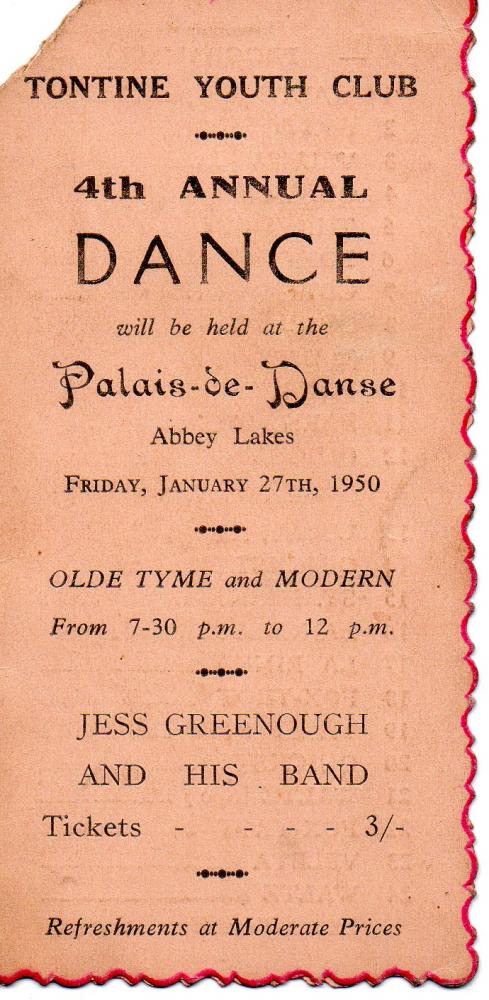 TONTINE YOUTH CLUB
4th ANNUAL
DANCE
will be held at the
Palais-de-Danse
Abbey Lakes
FRIDAY, JANUARY 27TH, 1950
OLDE TYME and MODERN
From 7-30 p.m. to 12 p.m.
JESS GREENOUGH
AND HIS BAND
Tickets - - - - 3/-
Refreshments at Moderate Prices